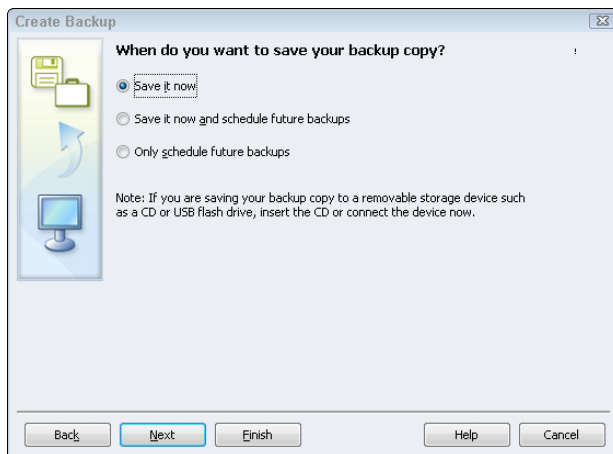 Create Backup
When do you want to save your backup copy?
!
Save it now
Save it now and schedule future backups
Only schedule future backups
Note: If you are saving your backup copy to a removable storage device such
as a CD or USB flash drive, insert the CD or connect the device now.
Back
Next
Finish
Help
Cancel